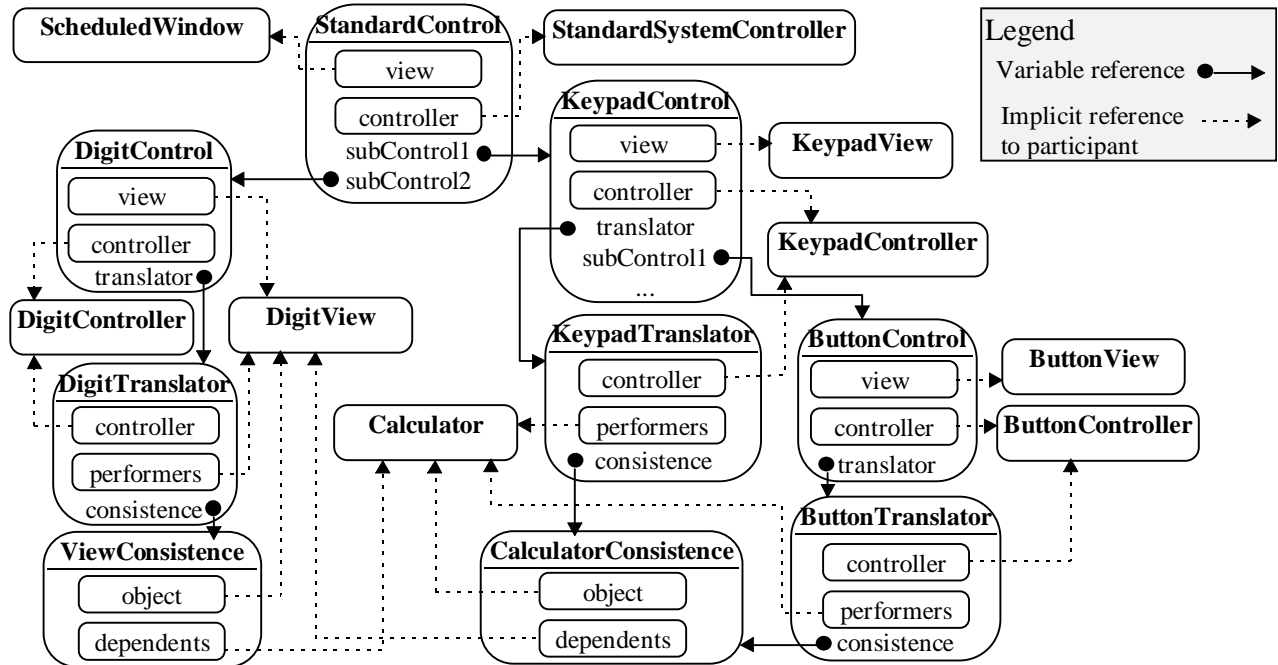 ScheduledWindow
StandardControl
view
controller
subControl1
subControl2
StandardSystemController
Legend
Variable reference
Implicit reference
to participant
DigitControl
view
controller
translator
KeypadControl
view
controller
translator
subControl1
...
KeypadView
KeypadController
DigitController
DigitView
KeypadTranslator
controller
performers
consistence
ButtonControl
view
controller
translator
ButtonView
ButtonController
DigitTranslator
controller
performers
consistence
Calculator
ViewConsistence
object
dependents
CalculatorConsistence
object
dependents
ButtonTranslator
controller
performers
consistence